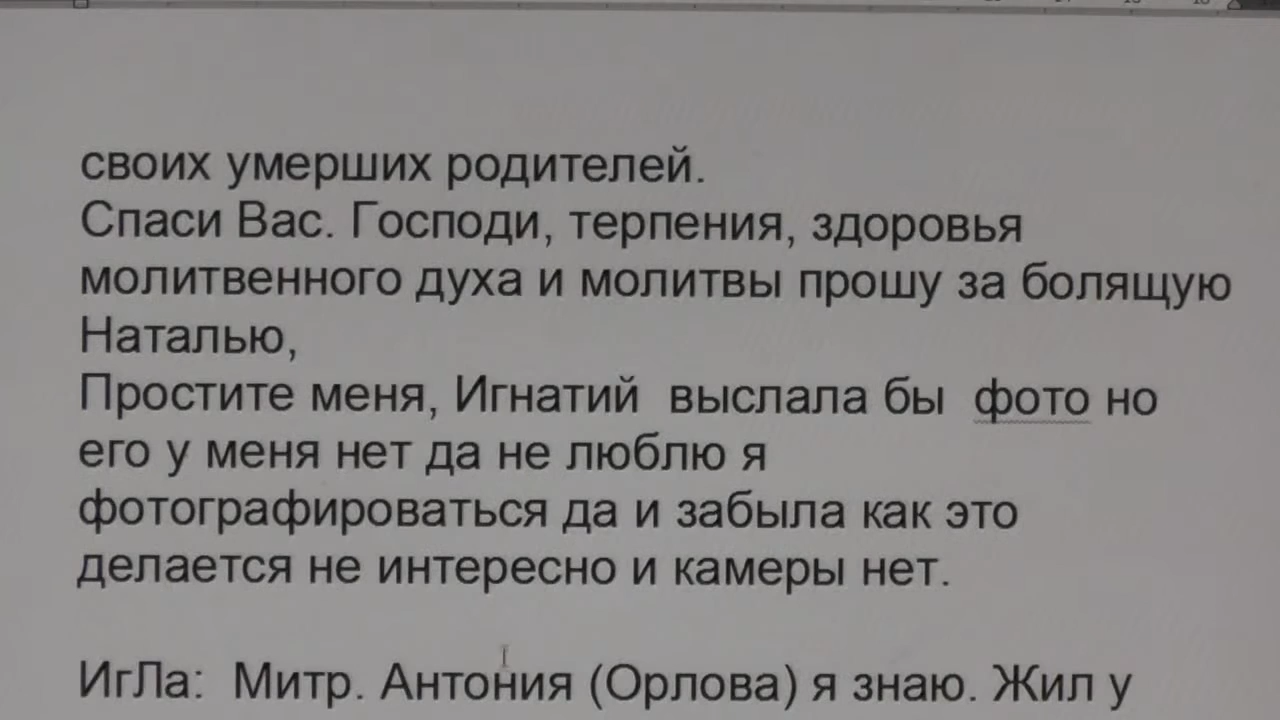 своих умерших родителей.
Спаси Вас. Господи, терпения, здоровья
молитвенного духа и молитвы прошу за болящую
Наталью,
Простите меня, Игнатий  выслала бы  фото но
его у меня нет да не люблю я
фотографироваться да и забыла как это
делается не интересно и камеры нет.
ИгЛа:  Митр. Антония (Орлова) я знаю. Жил у